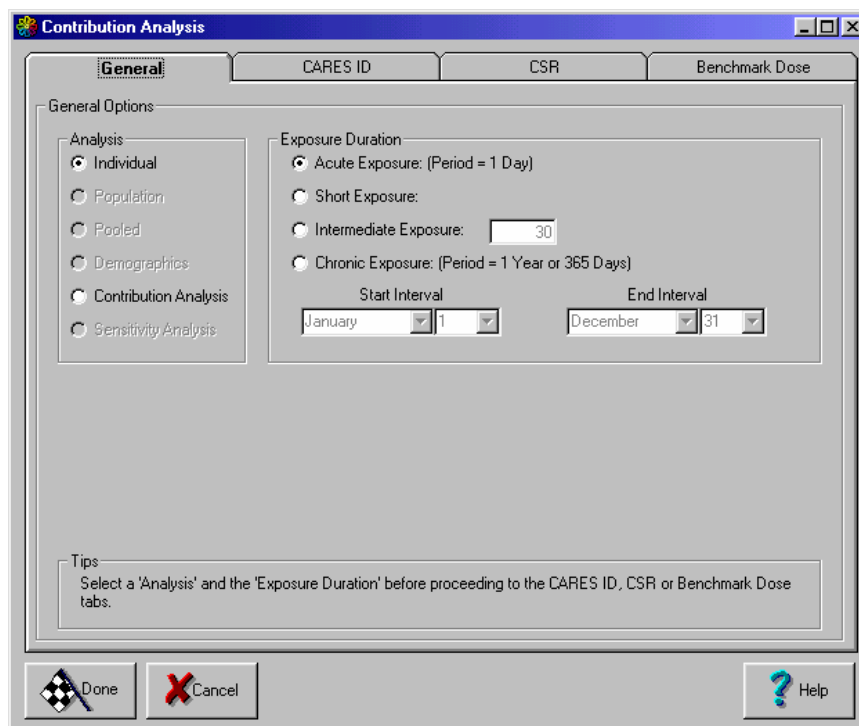 Contribution Analysis
General
CARES ID
CSR
Benchmark Dose
General Options
Analysis
Individual
Population
Pooled
Demographics
Contribution Analysis
Sensitivity Analysis
Exposure Duration
Acute Exposure: (Period = 1 Day)
Short Exposure:
Intermediate Exposure: 30
Chronic Exposure: (Period = 1 Year or 365 Days)
Start Interval
End Interval
January 1
December 31
Tips
Select a 'Analysis' and the 'Exposure Duration' before proceeding to the CARES ID, CSR or Benchmark Dose
tabs.
Done
Cancel
Help